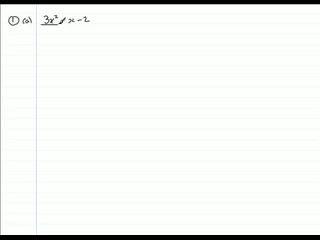 ① (a) 3x² x - 2